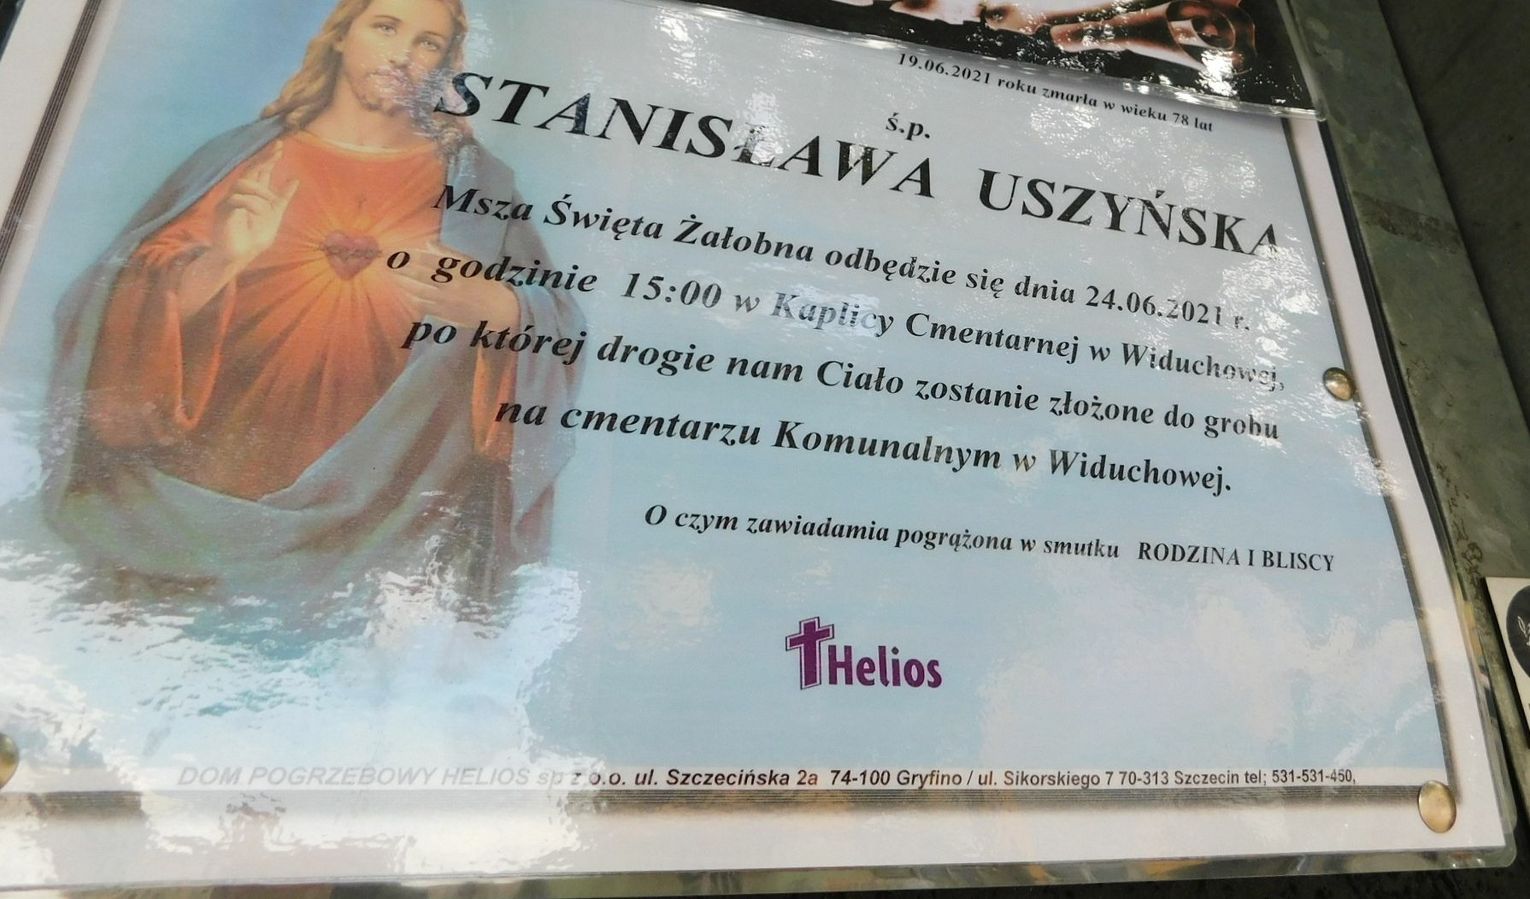 19.06.2021 roku zmarła w wieku 78 lat
ś.p.
STANISŁAWA USZYŃSKA
Msza Święta Żałobna odbędzie się dnia 24.06.2021 r.
o godzinie 15:00 w Kaplicy Cmentarnej w Widuchowej,
po której drogie nam Ciało zostanie złożone do grobu
na cmentarzu Komunalnym w Widuchowej.
O czym zawiadamia pogrążona w smutku RODZINA I BLISCY
Helios
DOM POGRZEBOWY HELIOS sp z o.o. ul. Szczecińska 2a 74-100 Gryfino / ul. Sikorskiego 7 70-313 Szczecin tel; 531-531-450,